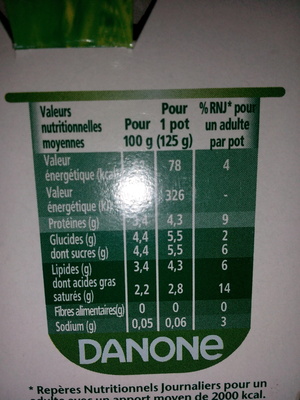 Valeurs nutritionnelles moyennes Pour 100 g Pour 1 pot (125 g) % RNJ* pour un adulte par pot
Valeur énergétique (kcal) 78 4
Valeur énergétique 326 -
Protéines (g) 3,4 4,3 9
Glucides (g) 4,4 5,5 2
dont sucres (g) 4,4 5,5 6
Lipides (g) 3,4 4,3 6
dont acides gras saturés (g) 2,2 2,8 14
Fibres alimentaires(g) 0 0 0
Sodium (g) 0,05 0,06 3
DANONE
* Repères Nutritionnels Journaliers pour un
adulte avec un apport moyen de 2000 kcal.